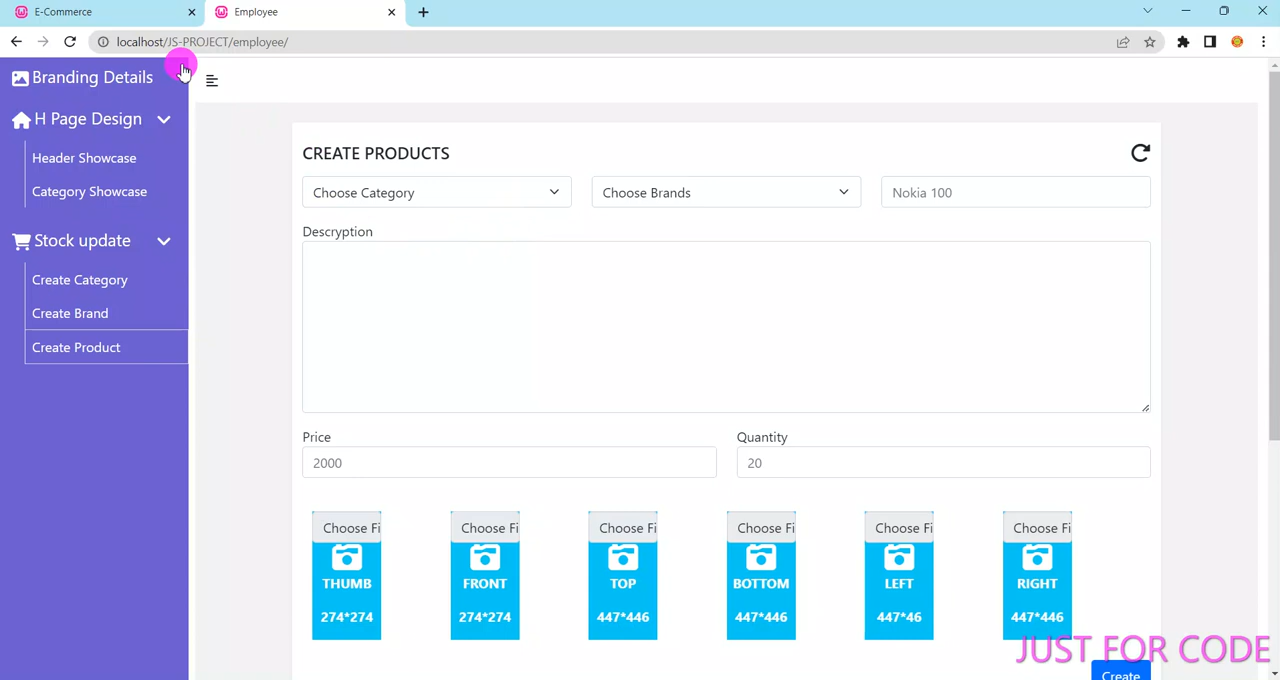 E-Commerce
Employee
localhost/JS-PROJECT/employee/
Branding Details
H Page Design
Header Showcase
Category Showcase
Stock update
Create Category
Create Brand
Create Product
CREATE PRODUCTS
Choose Category
Choose Brands
Nokia 100
Descryption
Price
Quantity
2000
20
Choose Fi
Choose Fi
Choose Fi
Choose Fi
Choose Fi
Choose Fi
THUMB
FRONT
TOP
BOTTOM
LEFT
RIGHT
274*274
274*274
447*446
447*446
447*46
447*446
JUST FOR CODE
Create